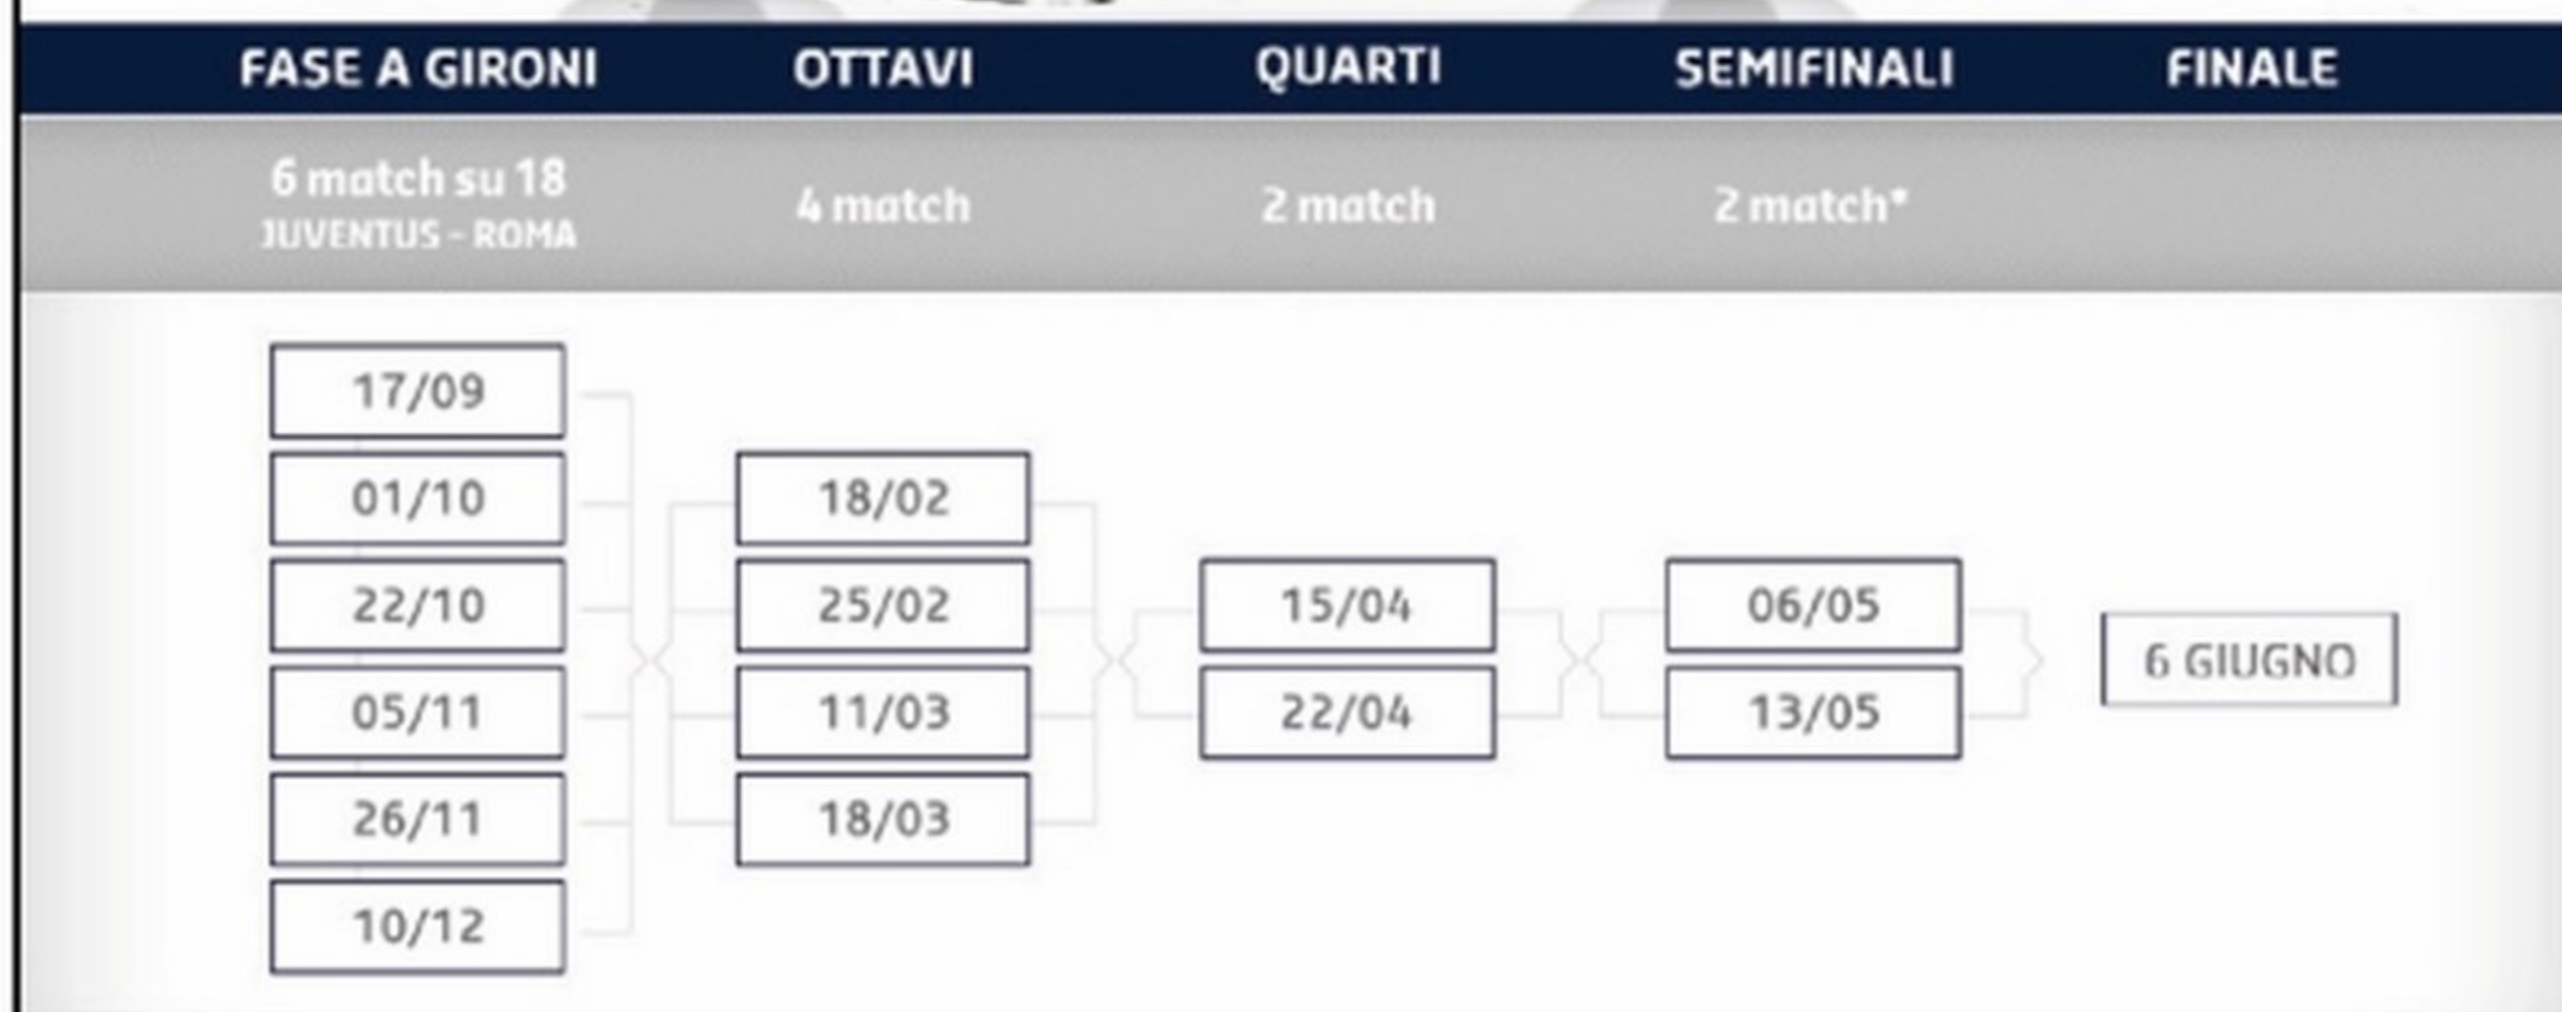 FASE A GIRONI
OTTAVI
QUARTI
SEMIFINALI
FINALE
6 match su 18
JUVENTUS - ROMA
4 match
2 match
2 match*
17/09
01/10
22/10
05/11
26/11
10/12
18/02
25/02
11/03
18/03
15/04
22/04
06/05
13/05
6 GIUGNO